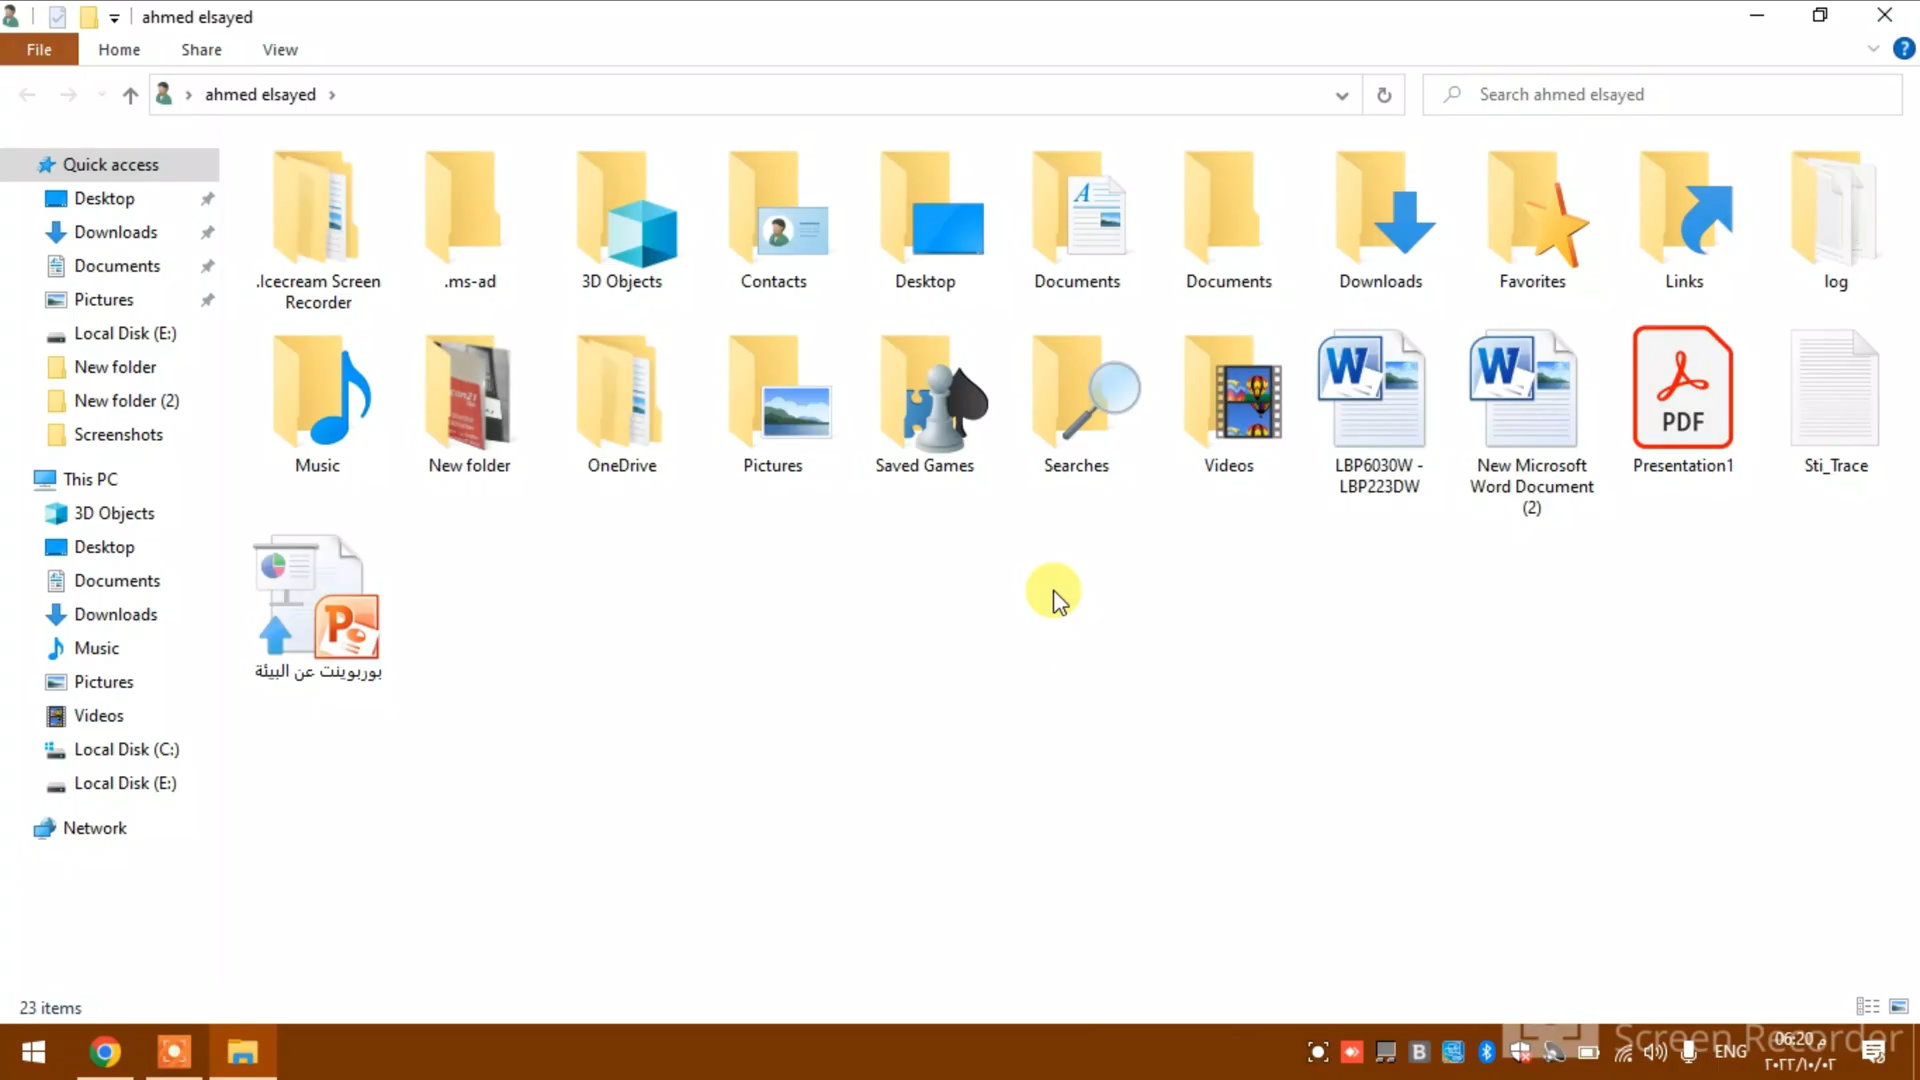 ahmed elsayed
File
Home
Share
View
ahmed elsayed
Search ahmed elsayed
Quick access
Desktop
Downloads
Documents
Pictures
Local Disk (E:)
New folder
New folder (2)
Screenshots
This PC
3D Objects
Desktop
Documents
Downloads
Music
Pictures
Videos
Local Disk (C:)
Local Disk (E:)
Network
.Icecream Screen
Recorder
.ms-ad
3D Objects
Contacts
Desktop
Documents
Documents
Downloads
Favorites
Links
log
Music
New folder
OneDrive
Pictures
Saved Games
Searches
Videos
LBP6030W -
LBP223DW
New Microsoft
Word Document
(2)
PDF
Presentation1
Sti_Trace
بوربوينت عن البيئة
23 items
Screen Recorder
ENG
06:20 م
٢٠٢٢/١٠/٠٢